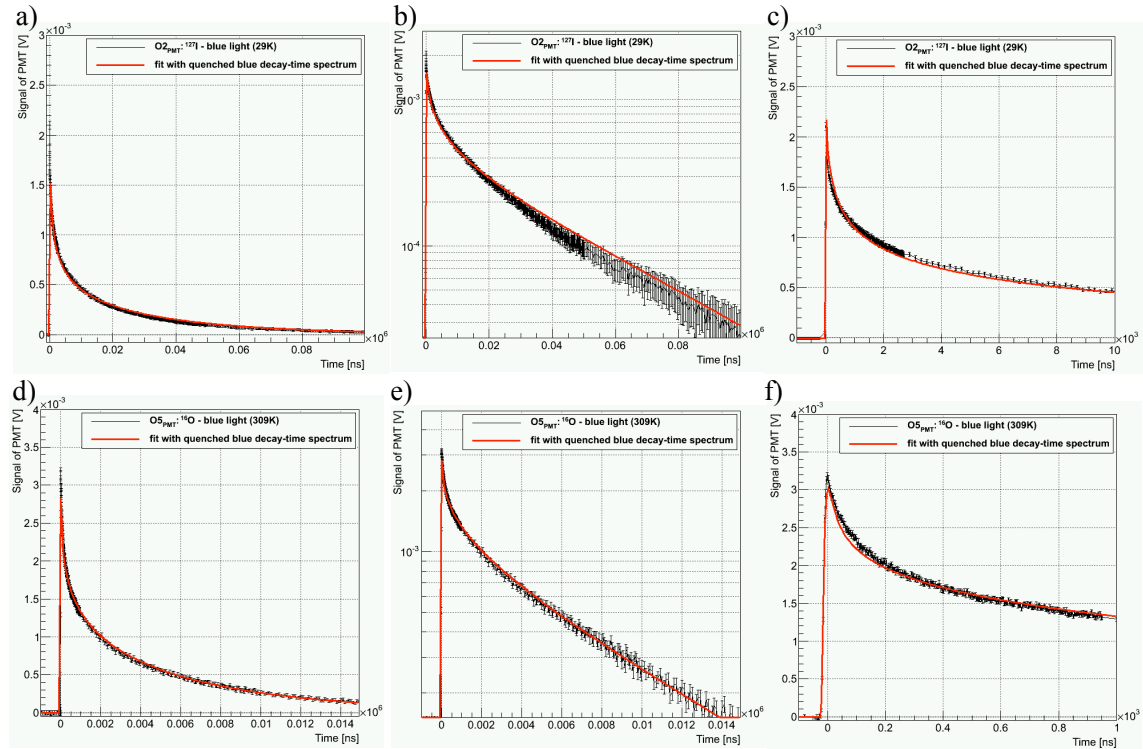 a)
×10⁻³
Signal of PMT [V]
O2PMT: ¹²⁷I - blue light (29K)
fit with quenched blue decay-time spectrum
3
2.5
2
1.5
1
0.5
0
0 0.02 0.04 0.06 0.08
×10⁶
Time [ns]
b)
Signal of PMT [V]
O2PMT: ¹²⁷I - blue light (29K)
fit with quenched blue decay-time spectrum
10⁻³
10⁻⁴
0 0.02 0.04 0.06 0.08
×10⁶
Time [ns]
c)
×10⁻³
Signal of PMT [V]
O2PMT: ¹²⁷I - blue light (29K)
fit with quenched blue decay-time spectrum
3
2.5
2
1.5
1
0.5
0
0 2 4 6 8 10
×10³
Time [ns]
d)
×10⁻³
Signal of PMT [V]
O5PMT: ¹⁶O - blue light (309K)
fit with quenched blue decay-time spectrum
4
3.5
3
2.5
2
1.5
1
0.5
0
0 0.002 0.004 0.006 0.008 0.01 0.012 0.014
×10⁶
Time [ns]
e)
Signal of PMT [V]
O5PMT: ¹⁶O - blue light (309K)
fit with quenched blue decay-time spectrum
10⁻³
0 0.002 0.004 0.006 0.008 0.01 0.012 0.014
×10⁶
Time [ns]
f)
×10⁻³
Signal of PMT [V]
O5PMT: ¹⁶O - blue light (309K)
fit with quenched blue decay-time spectrum
4
3.5
3
2.5
2
1.5
1
0.5
0
0 0.2 0.4 0.6 0.8 1
×10³
Time [ns]